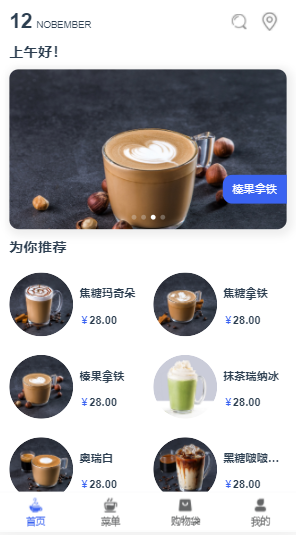 12 NOBEMBER
上午好！
榛果拿铁
为你推荐
焦糖玛奇朵
￥28.00
焦糖拿铁
￥28.00
榛果拿铁
￥28.00
抹茶瑞纳冰
￥28.00
奥瑞白
￥28.00
黑糖啵啵...
￥28.00
首页 菜单 购物袋 我的